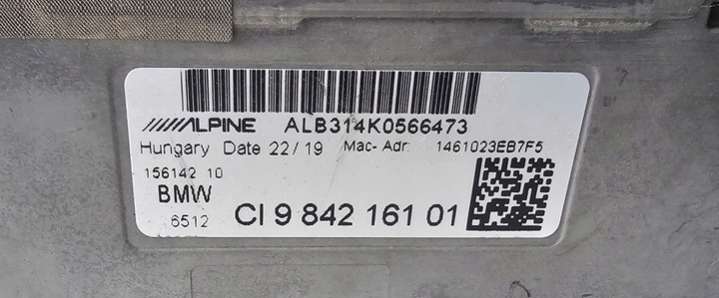 ALPINE ALB314K0566473
Hungary Date 22/19 Mac-Adr: 1461023EB7F5
156142 10
BMW
6512 CI 9 842 161 01